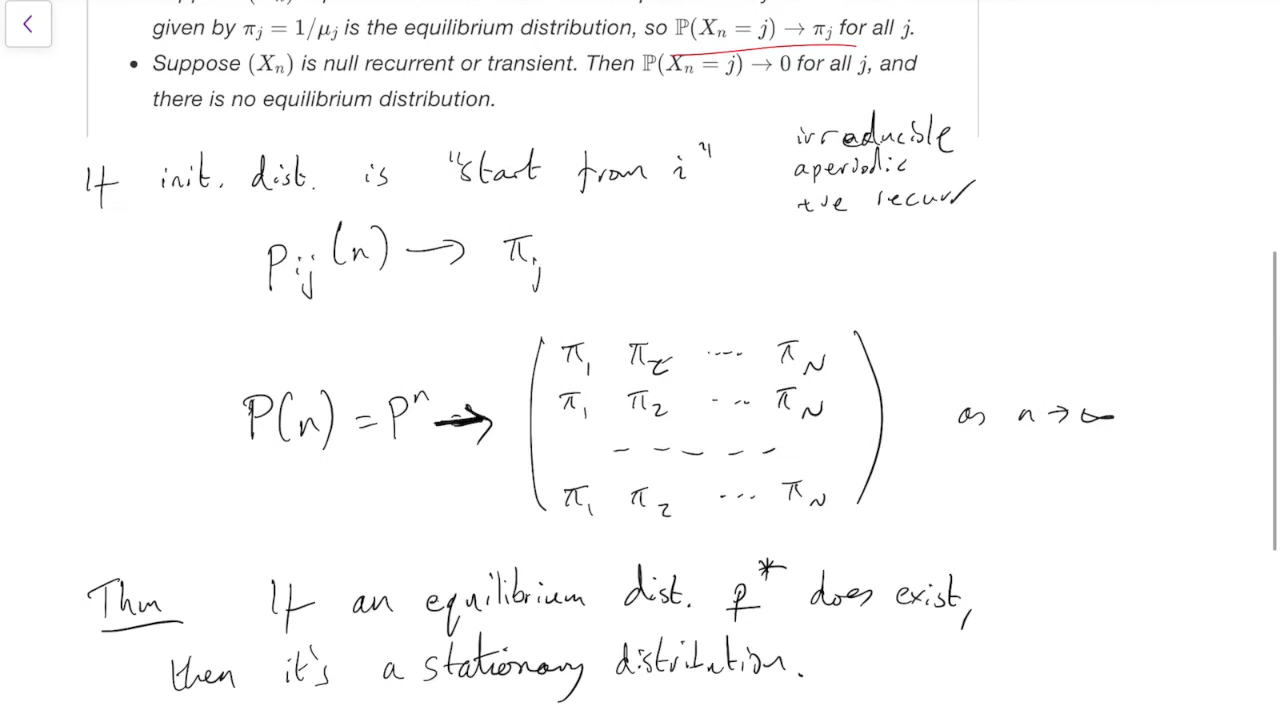 given by π_j = 1/μ_j is the equilibrium distribution, so ℙ(X_n = j) → π_j for all j.
• Suppose (X_n) is null recurrent or transient. Then ℙ(X_n = j) → 0 for all j, and
there is no equilibrium distribution.
If init. dist. is "start from i"
irreducible
aperiodic
+ve recurr
p_ij(n) → π_j
P(n) = P^n → ( π_1 π_2 .... π_N
π_1 π_2 .... π_N
- - - - -
π_1 π_2 ... π_N ) as n → ∞
Thm If an equilibrium dist. p* does exist,
then it's a stationary distribution.